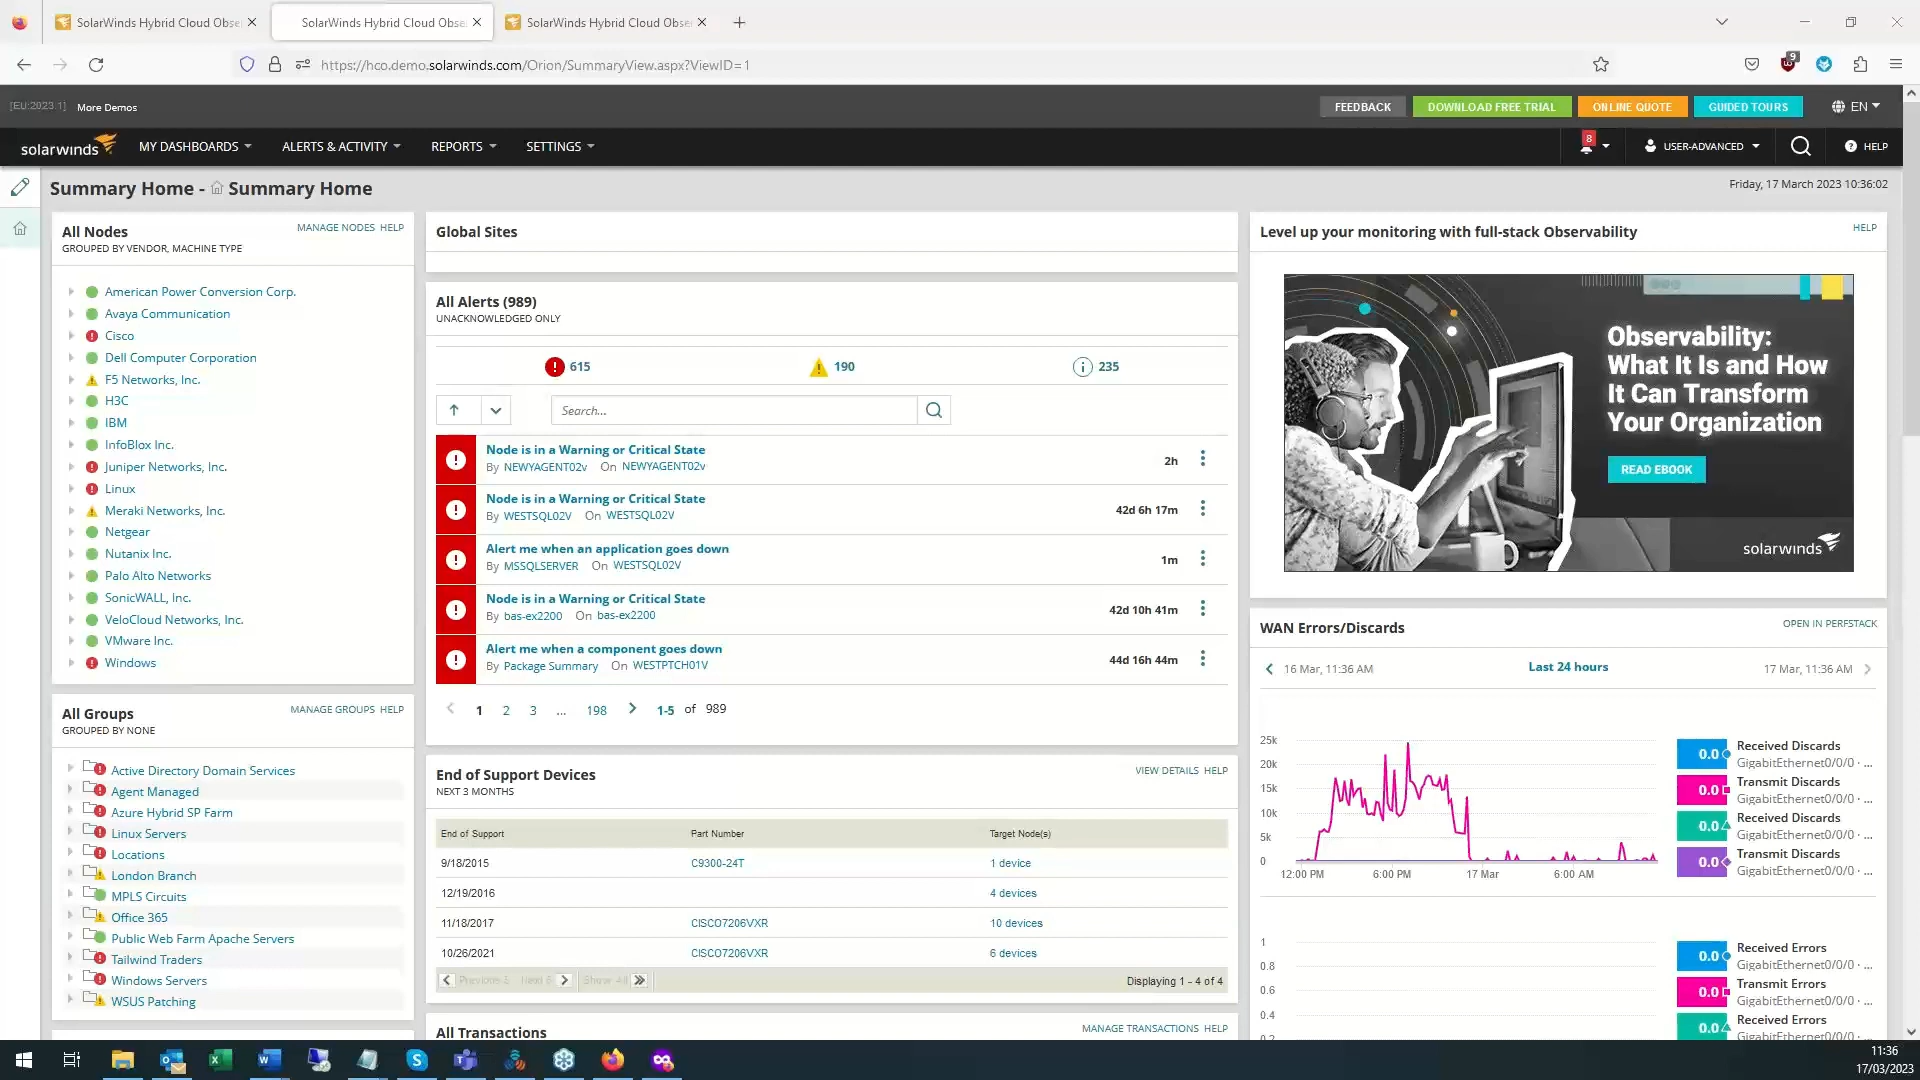 SolarWinds Hybrid Cloud Obse
SolarWinds Hybrid Cloud Obse
SolarWinds Hybrid Cloud Obse
https://hco.demo.solarwinds.com/Orion/SummaryView.aspx?ViewID=1
9
[EU:2023.1] More Demos
FEEDBACK
DOWNLOAD FREE TRIAL
ONLINE QUOTE
GUIDED TOURS
EN
solarwinds
MY DASHBOARDS
ALERTS & ACTIVITY
REPORTS
SETTINGS
8
USER-ADVANCED
HELP
Summary Home - Summary Home
Friday, 17 March 2023 10:36:02
All Nodes
MANAGE NODES HELP
GROUPED BY VENDOR, MACHINE TYPE
American Power Conversion Corp.
Avaya Communication
Cisco
Dell Computer Corporation
F5 Networks, Inc.
H3C
IBM
InfoBlox Inc.
Juniper Networks, Inc.
Linux
Meraki Networks, Inc.
Netgear
Nutanix Inc.
Palo Alto Networks
SonicWALL, Inc.
VeloCloud Networks, Inc.
VMware Inc.
Windows
All Groups
MANAGE GROUPS HELP
GROUPED BY NONE
Active Directory Domain Services
Agent Managed
Azure Hybrid SP Farm
Linux Servers
Locations
London Branch
MPLS Circuits
Office 365
Public Web Farm Apache Servers
Tailwind Traders
Windows Servers
WSUS Patching
Global Sites
All Alerts (989)
UNACKNOWLEDGED ONLY
615
190
235
Search...
Node is in a Warning or Critical State
By NEWYAGENT02v On NEWYAGENT02v
2h
Node is in a Warning or Critical State
By WESTSQL02V On WESTSQL02V
42d 6h 17m
Alert me when an application goes down
By MSSQLSERVER On WESTSQL02V
1m
Node is in a Warning or Critical State
By bas-ex2200 On bas-ex2200
42d 10h 41m
Alert me when a component goes down
By Package Summary On WESTPTCH01V
44d 16h 44m
1 2 3 ... 198 1-5 of 989
End of Support Devices
VIEW DETAILS HELP
NEXT 3 MONTHS
End of Support Part Number Target Node(s)
9/18/2015 C9300-24T 1 device
12/19/2016 4 devices
11/18/2017 CISCO7206VXR 10 devices
10/26/2021 CISCO7206VXR 6 devices
Previous 5 Next 5 Show All
Displaying 1 - 4 of 4
All Transactions
MANAGE TRANSACTIONS HELP
Level up your monitoring with full-stack Observability
HELP
Observability:
What It Is and How
It Can Transform
Your Organization
READ EBOOK
solarwinds
WAN Errors/Discards
OPEN IN PERFSTACK
16 Mar, 11:36 AM
Last 24 hours
17 Mar, 11:36 AM
25k
20k
15k
10k
5k
0
12:00 PM 6:00 PM 17 Mar 6:00 AM
0.0 Received Discards
GigabitEthernet0/0/0 · ...
0.0 Transmit Discards
GigabitEthernet0/0/0 · ...
0.0 Received Discards
GigabitEthernet0/0/0 · ...
0.0 Transmit Discards
GigabitEthernet0/0/0 · ...
1
0.8
0.6
0.4
0.2
0.0 Received Errors
GigabitEthernet0/0/0 · ...
0.0 Transmit Errors
GigabitEthernet0/0/0 · ...
0.0 Received Errors
GigabitEthernet0/0/0 · ...
11:36
17/03/2023